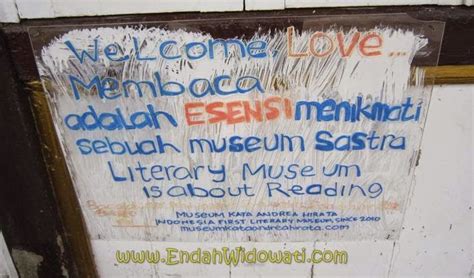 Welcome, LOVE...
Membaca
adalah ESENSI menikmati
sebuah museum Sastra
Literary Museum
is about Reading
MUSEUM KATA ANDREA HIRATA
INDONESIA FIRST LITERARY MUSEUM, SINCE 2010
museumkataandreahirata.com
www.EndahWidowati.com